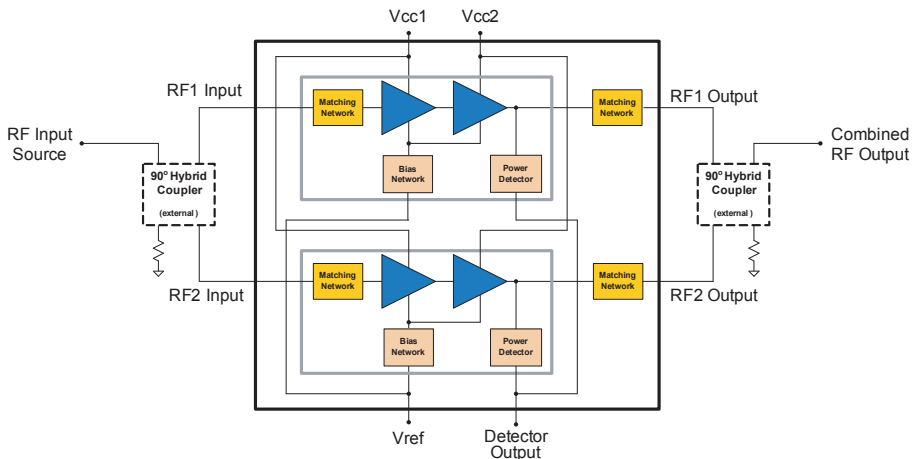 Vcc1
Vcc2
RF1 Input
Matching
Network
Matching
Network
RF1 Output
RF Input
Source
Combined
RF Output
90° Hybrid
Coupler
(external )
Bias
Network
Power
Detector
90° Hybrid
Coupler
(external )
RF2 Input
Matching
Network
Matching
Network
RF2 Output
Bias
Network
Power
Detector
Vref
Detector
Output